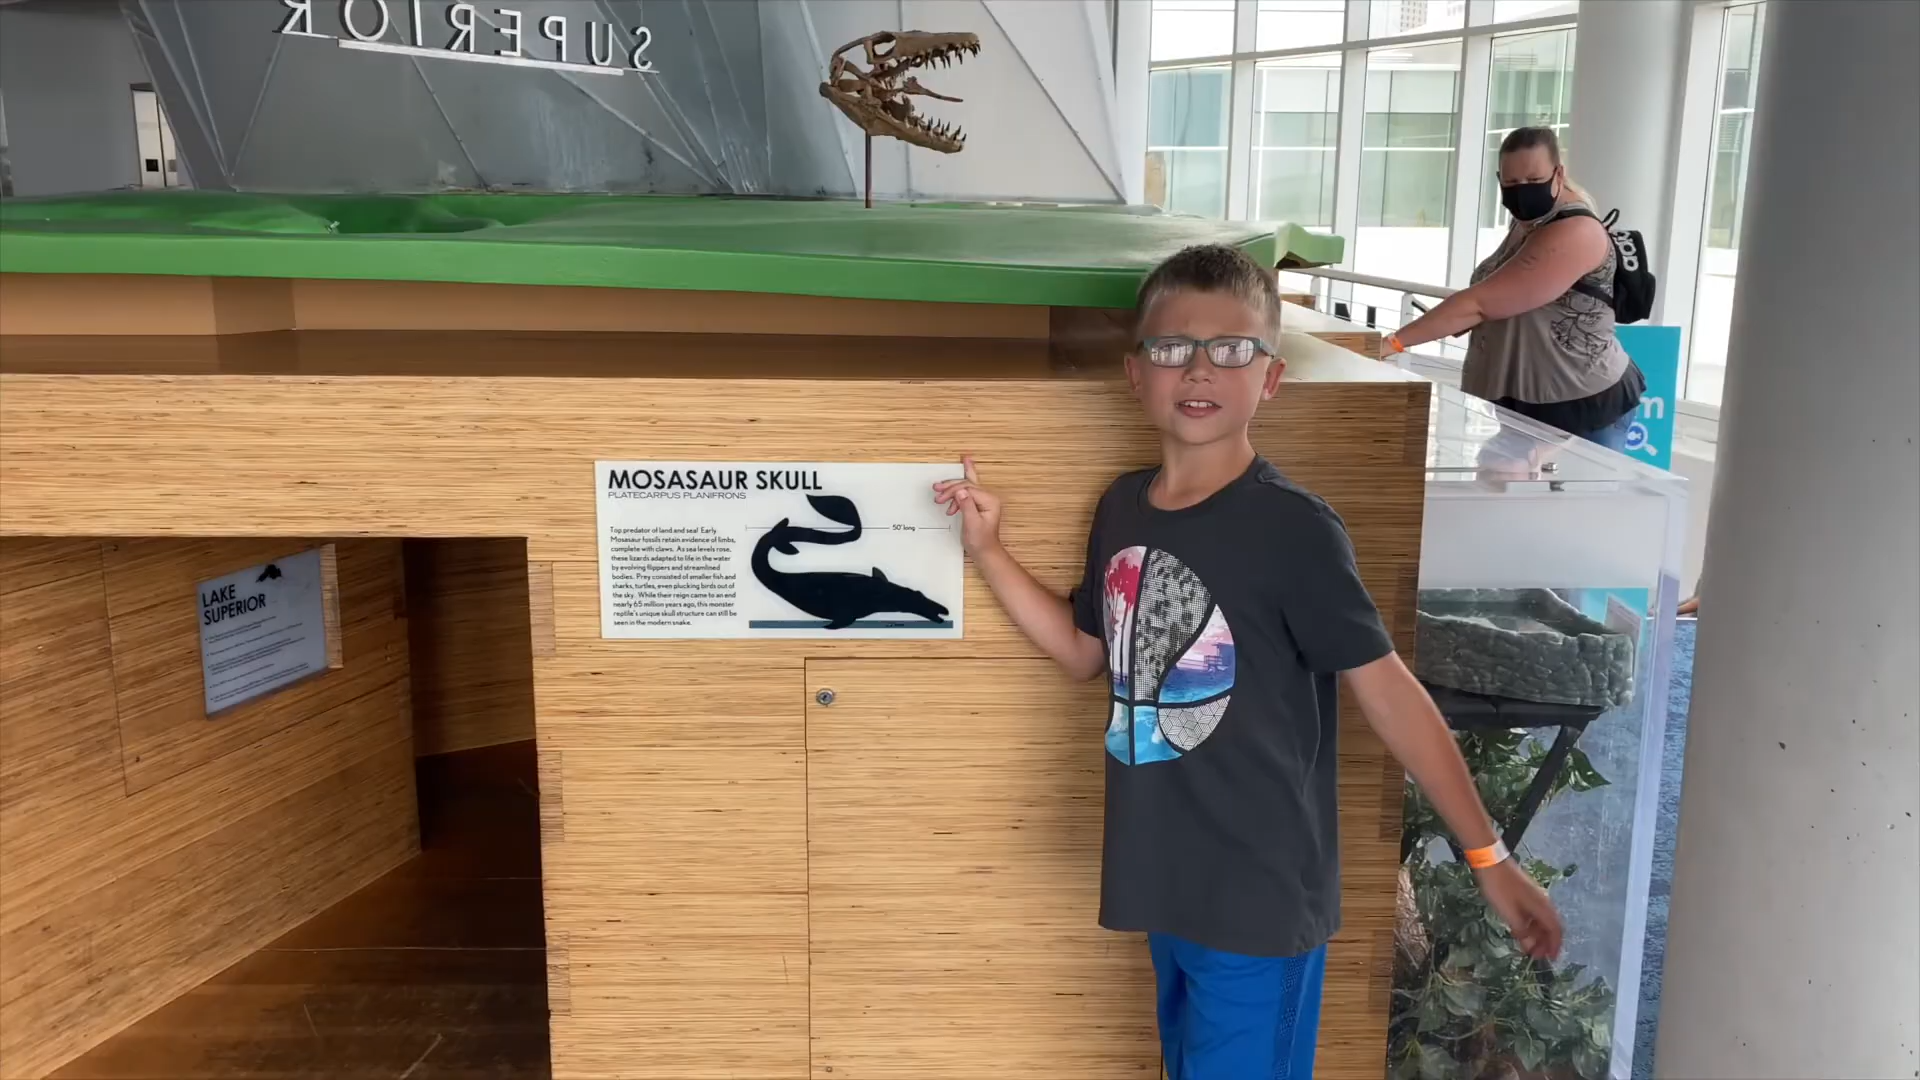 SUPERIOR
adidas
m
MOSASAUR SKULL
PLATECARPUS PLANIFRONS
Top predator of land and sea! Early
Mosasaur fossils retain evidence of limbs,
complete with claws. As sea levels rose,
these lizards adapted to life in the water
by evolving flippers and streamlined
bodies. Prey consisted of smaller fish and
sharks, turtles, even plucking birds out of
the sky. While their reign came to an end
nearly 65 million years ago, this monster
reptile's unique skull structure can still be
seen in the modern snake.
50' long
LAKE
SUPERIOR